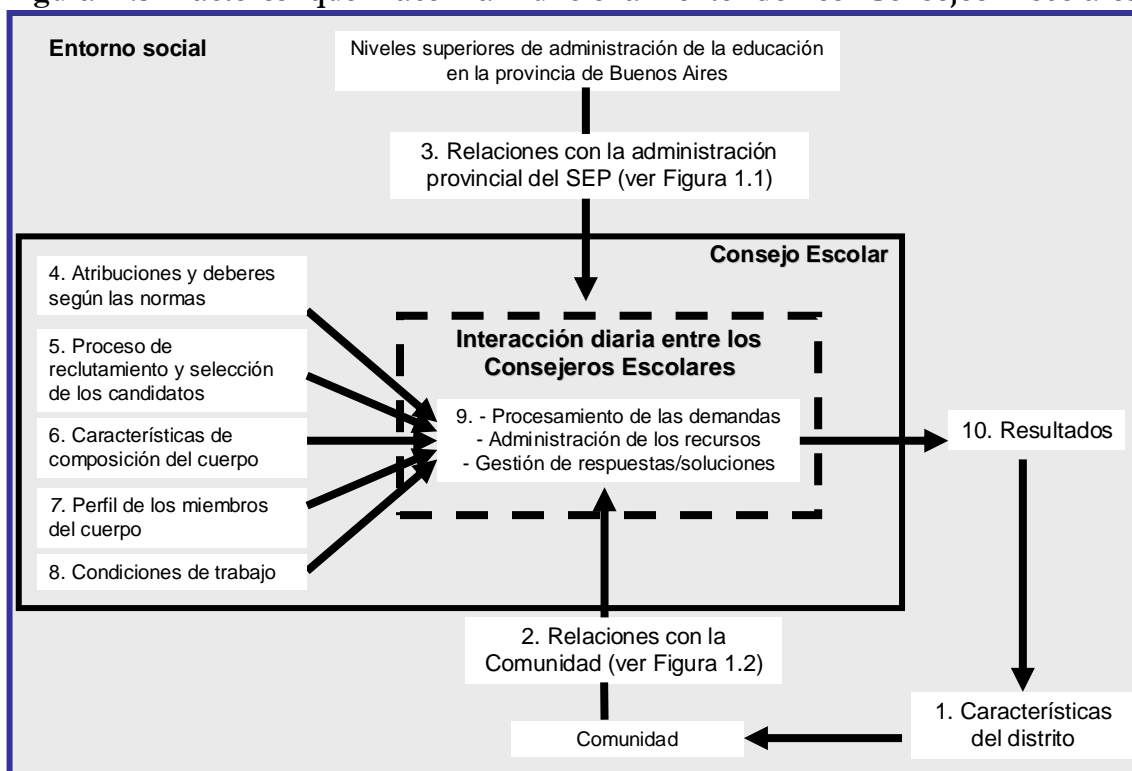 Entorno social
Niveles superiores de administración de la educación
en la provincia de Buenos Aires
3. Relaciones con la administración
provincial del SEP (ver Figura 1.1)
Consejo Escolar
4. Atribuciones y deberes
según las normas
5. Proceso de
reclutamiento y selección
de los candidatos
6. Características de
composición del cuerpo
7. Perfil de los miembros
del cuerpo
8. Condiciones de trabajo
Interacción diaria entre los
Consejeros Escolares
9. - Procesamiento de las demandas
- Administración de los recursos
- Gestión de respuestas/soluciones
10. Resultados
2. Relaciones con la
Comunidad (ver Figura 1.2)
Comunidad
1. Características
del distrito